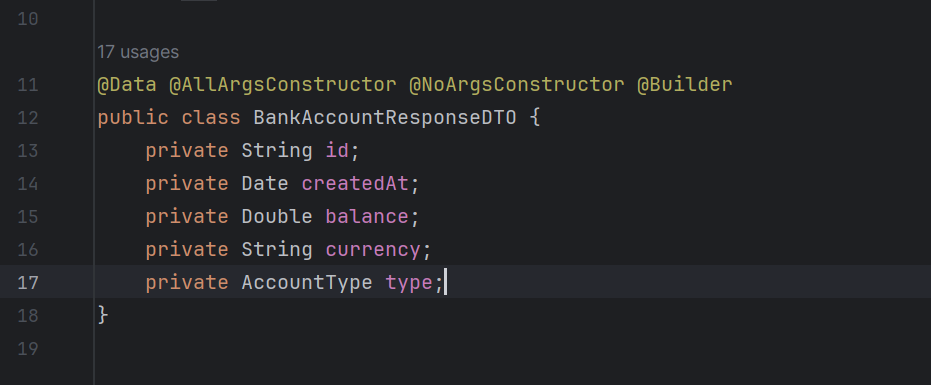 10
17 usages
11 @Data @AllArgsConstructor @NoArgsConstructor @Builder
12 public class BankAccountResponseDTO {
13     private String id;
14     private Date createdAt;
15     private Double balance;
16     private String currency;
17     private AccountType type;
18 }
19